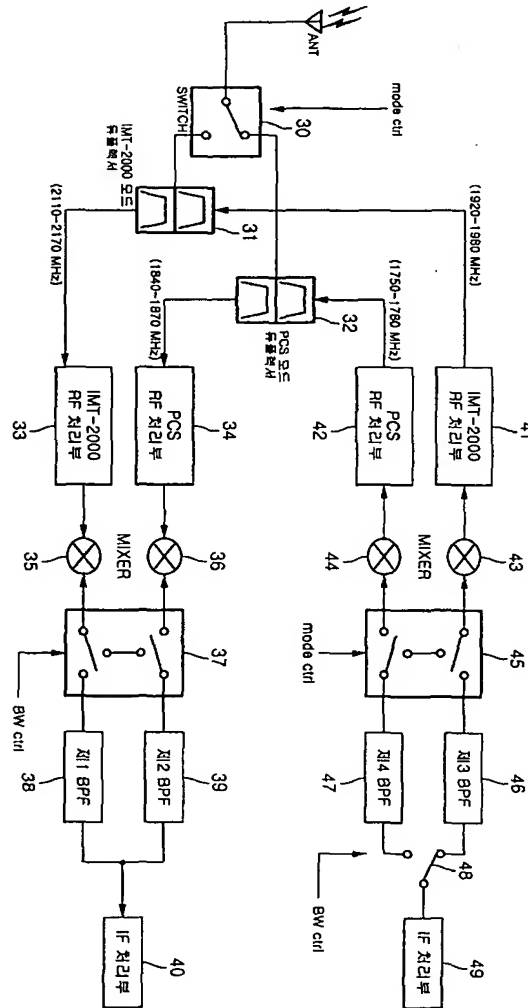 ANT
mode ctrl
30
SWITCH
IMT-2000 모드
듀플렉서
31
(1920~1980 MHz)
(2110~2170 MHz)
32
PCS 모드
듀플렉서
(1750~1780 MHz)
(1840~1870 MHz)
41
IMT-2000
RF 처리부
42
PCS
RF 처리부
34
PCS
RF 처리부
33
IMT-2000
RF 처리부
43
MIXER
44
36
MIXER
35
45
mode ctrl
37
BW ctrl
제3 BPF
46
제4 BPF
47
제2 BPF
39
제1 BPF
38
48
BW ctrl
IF 처리부
49
IF 처리부
40